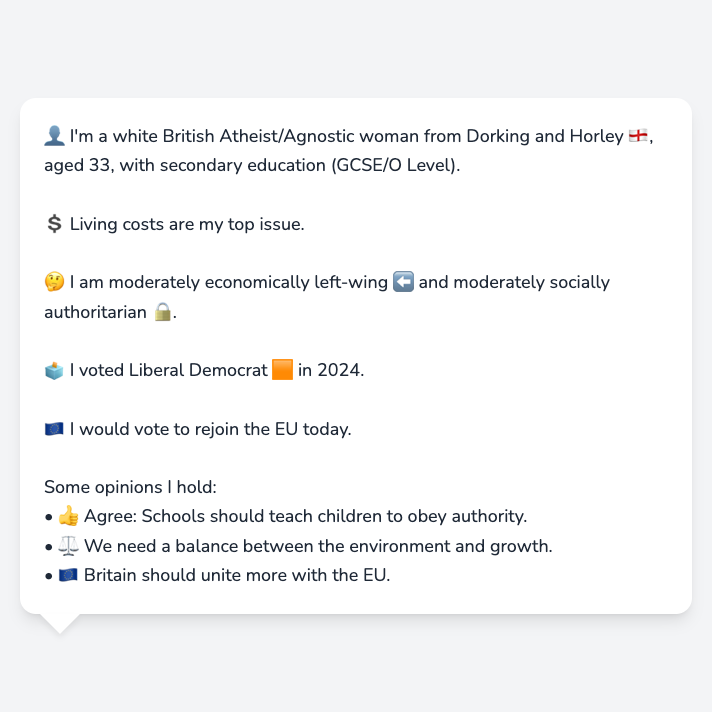 👤 I'm a white British Atheist/Agnostic woman from Dorking and Horley 🏴󠁧󠁢󠁥󠁮󠁧󠁿,
aged 33, with secondary education (GCSE/O Level).
💲 Living costs are my top issue.
🤔 I am moderately economically left-wing ⬅️ and moderately socially
authoritarian 🔒.
🗳️ I voted Liberal Democrat 🟧 in 2024.
🇪🇺 I would vote to rejoin the EU today.
Some opinions I hold:
• 👍 Agree: Schools should teach children to obey authority.
• ⚖️ We need a balance between the environment and growth.
• 🇪🇺 Britain should unite more with the EU.